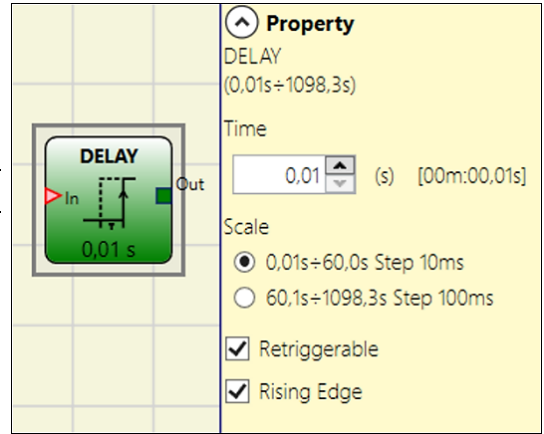 DELAY
In
Out
0,01 s
Property
DELAY
(0,01s÷1098,3s)
Time
0,01 (s) [00m:00,01s]
Scale
0,01s÷60,0s Step 10ms
60,1s÷1098,3s Step 100ms
Retriggerable
Rising Edge